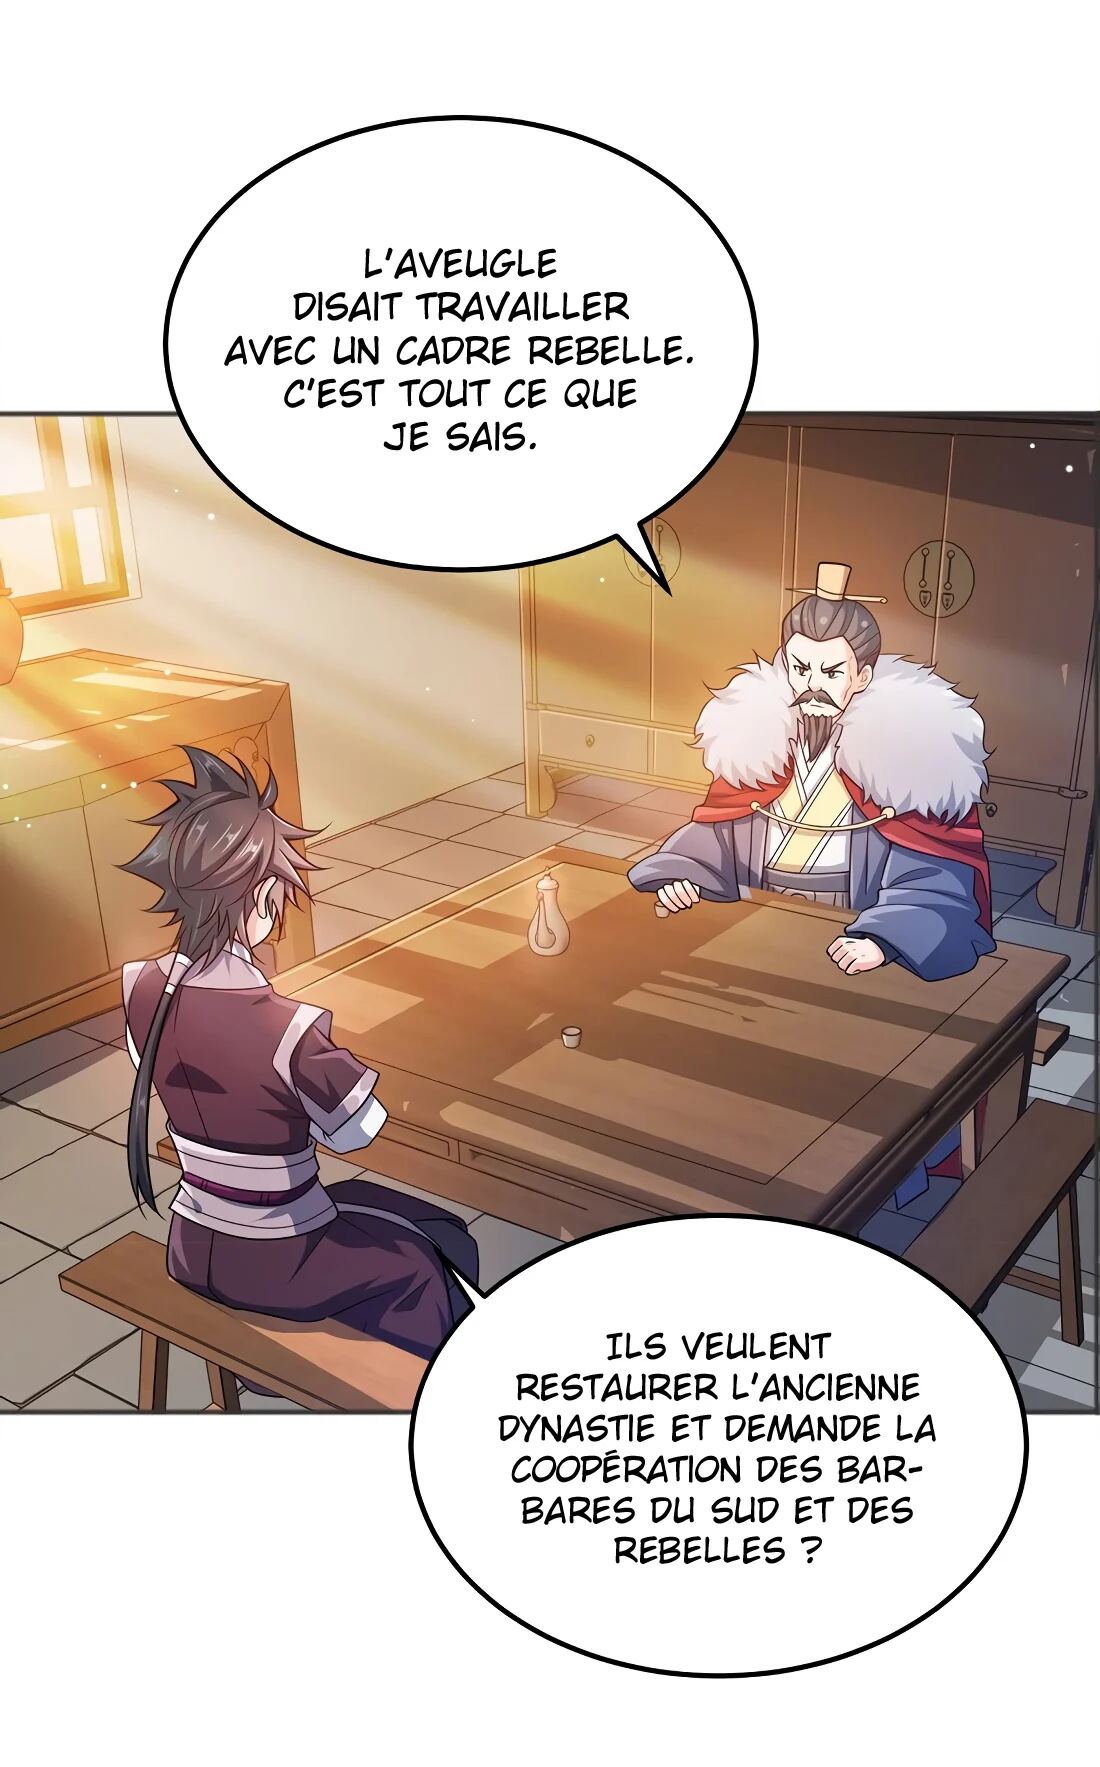 L'AVEUGLE
DISAIT TRAVAILLER
AVEC UN CADRE REBELLE.
C'EST TOUT CE QUE
JE SAIS.
ILS VEULENT
RESTAURER L'ANCIENNE
DYNASTIE ET DEMANDE LA
COOPÉRATION DES BAR-
BARES DU SUD ET DES
REBELLES ?